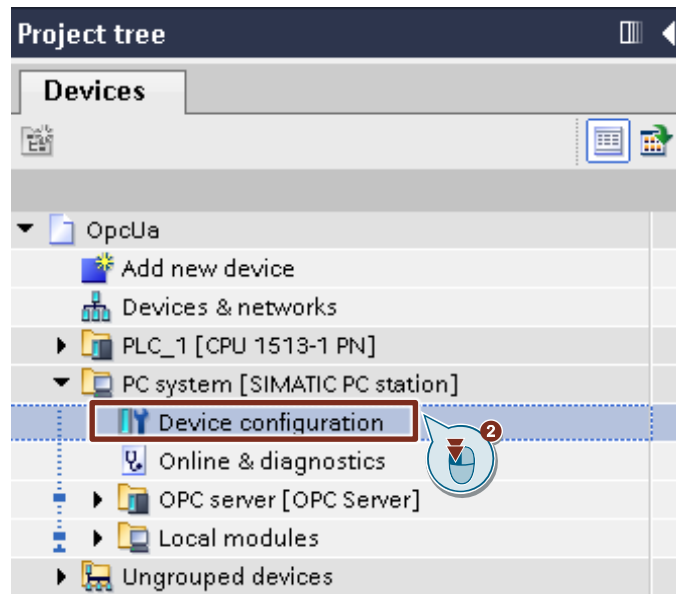 Project tree
Devices
OpcUa
Add new device
Devices & networks
PLC_1 [CPU 1513-1 PN]
PC system [SIMATIC PC station]
Device configuration
2
Online & diagnostics
OPC server [OPC Server]
Local modules
Ungrouped devices